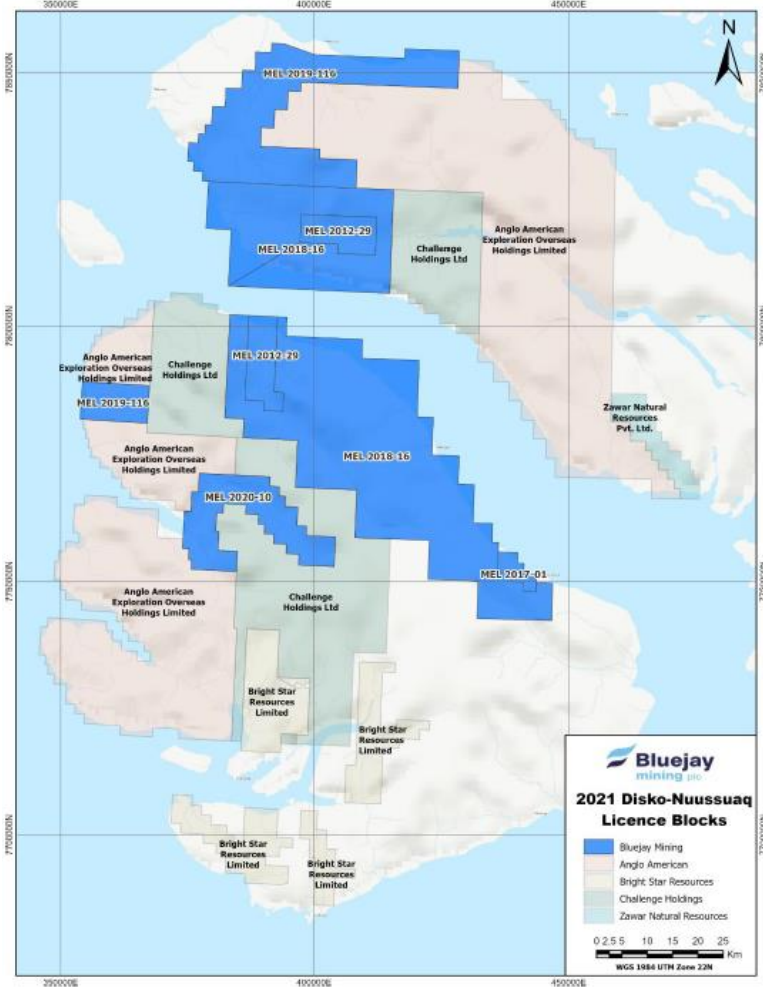 350000E
400000E
450000E
N
MEL 2019-116
7850000N
7850000N
MEL 2012-29
MEL 2018-16
Challenge
Holdings Ltd
Anglo American
Exploration Overseas
Holdings Limited
7800000N
7800000N
Anglo American
Exploration Overseas
Holdings Limited
Challenge
Holdings Ltd
MEL 2012-29
MEL 2019-116
Zawar Natural
Resources
Pvt. Ltd.
Anglo American
Exploration Overseas
Holdings Limited
MEL 2018-16
MEL 2020-10
7750000N
7750000N
MEL 2017-01
Anglo American
Exploration Overseas
Holdings Limited
Challenge
Holdings Ltd
Bright Star
Resources
Limited
Bright Star
Resources
Limited
7700000N
7700000N
Bright Star
Resources
Limited
Bright Star
Resources
Limited
Bluejay
mining plc
2021 Disko-Nuussuaq
Licence Blocks
Bluejay Mining
Anglo American
Bright Star Resources
Challenge Holdings
Zawar Natural Resources
0 2.5 5 10 15 20 25
Km
WGS 1984 UTM Zone 22N
350000E
400000E
450000E